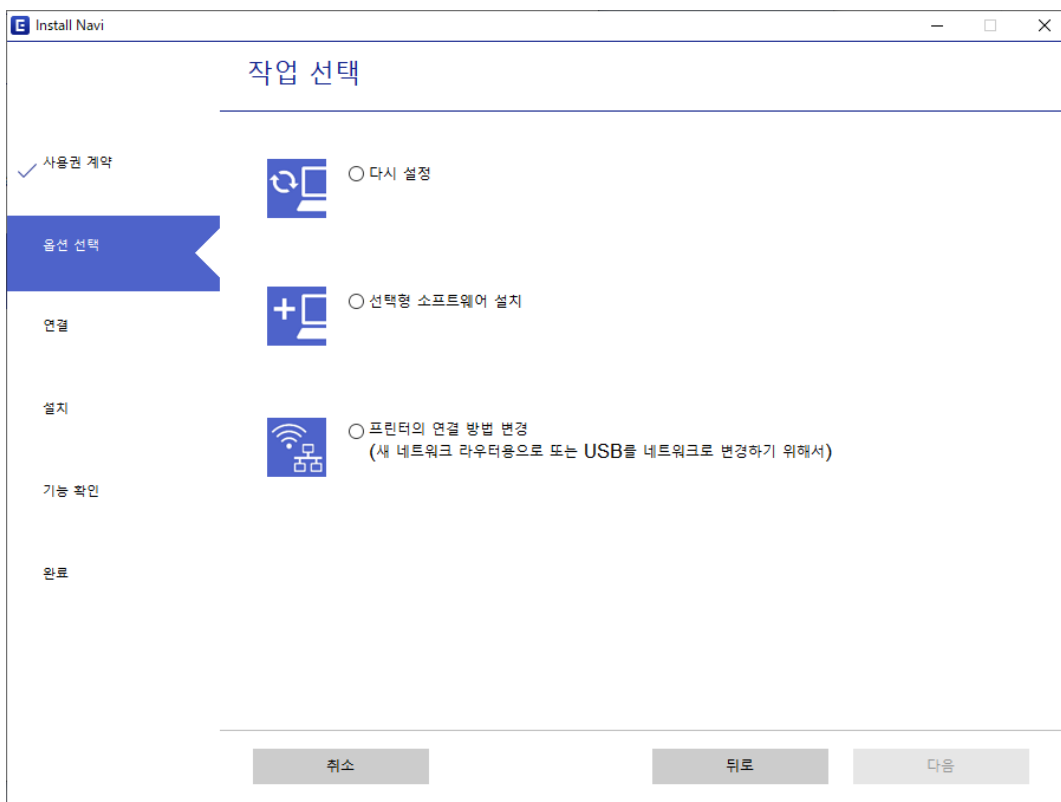 Install Navi
작업 선택
사용권 계약
옵션 선택
연결
설치
기능 확인
완료
다시 설정
선택형 소프트웨어 설치
프린터의 연결 방법 변경
(새 네트워크 라우터용으로 또는 USB를 네트워크로 변경하기 위해서)
취소
뒤로
다음